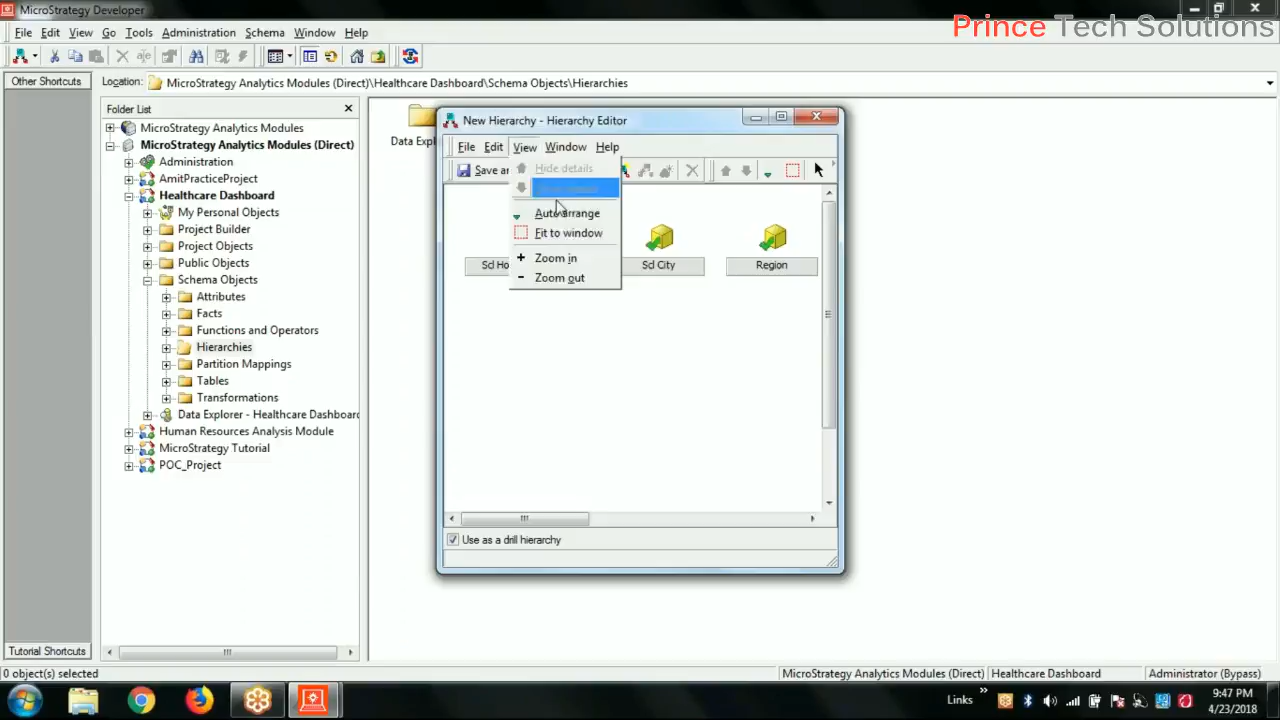 MicroStrategy Developer
Prince Tech Solutions
File Edit View Go Tools Administration Schema Window Help
Other Shortcuts
Location: MicroStrategy Analytics Modules (Direct)\Healthcare Dashboard\Schema Objects\Hierarchies
Folder List
MicroStrategy Analytics Modules
MicroStrategy Analytics Modules (Direct)
Administration
AmitPracticeProject
Healthcare Dashboard
My Personal Objects
Project Builder
Project Objects
Public Objects
Schema Objects
Attributes
Facts
Functions and Operators
Hierarchies
Partition Mappings
Tables
Transformations
Data Explorer - Healthcare Dashboard
Human Resources Analysis Module
MicroStrategy Tutorial
POC_Project
Data Expl
New Hierarchy - Hierarchy Editor
File Edit View Window Help
Save an
Hide details
Auto arrange
Fit to window
Zoom in
Zoom out
Sd Ho
Sd City
Region
Use as a drill hierarchy
Tutorial Shortcuts
0 object(s) selected
MicroStrategy Analytics Modules (Direct) Healthcare Dashboard Administrator (Bypass)
Links
9:47 PM
4/23/2018